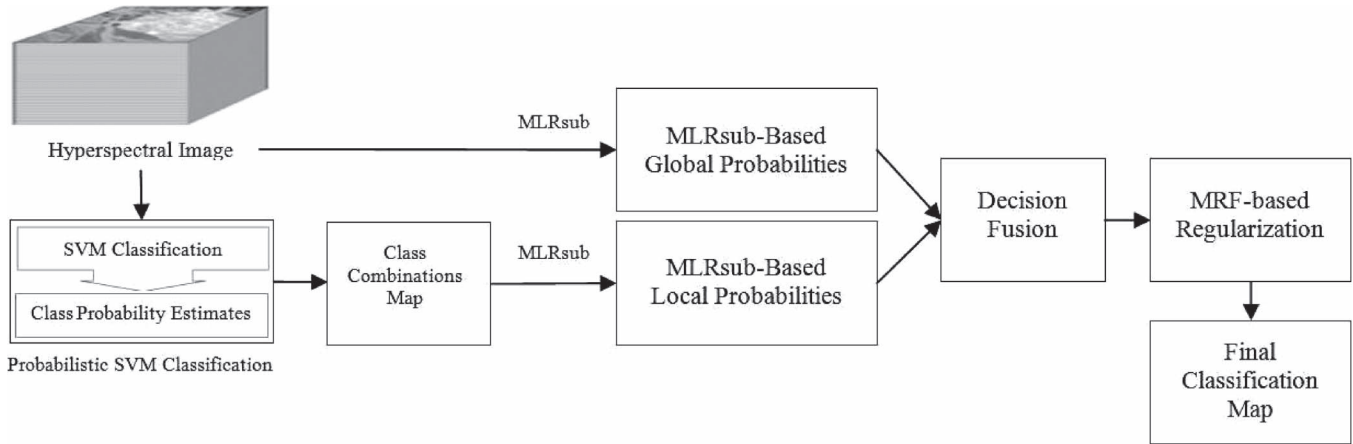 Hyperspectral Image
MLRsub
MLRsub-Based
Global Probabilities
SVM Classification
Class Probability Estimates
Probabilistic SVM Classification
Class
Combinations
Map
MLRsub
MLRsub-Based
Local Probabilities
Decision
Fusion
MRF-based
Regularization
Final
Classification
Map